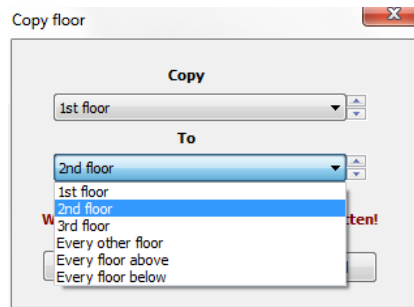 Copy floor
Copy
1st floor
To
2nd floor
1st floor
2nd floor
3rd floor
Every other floor
Every floor above
Every floor below